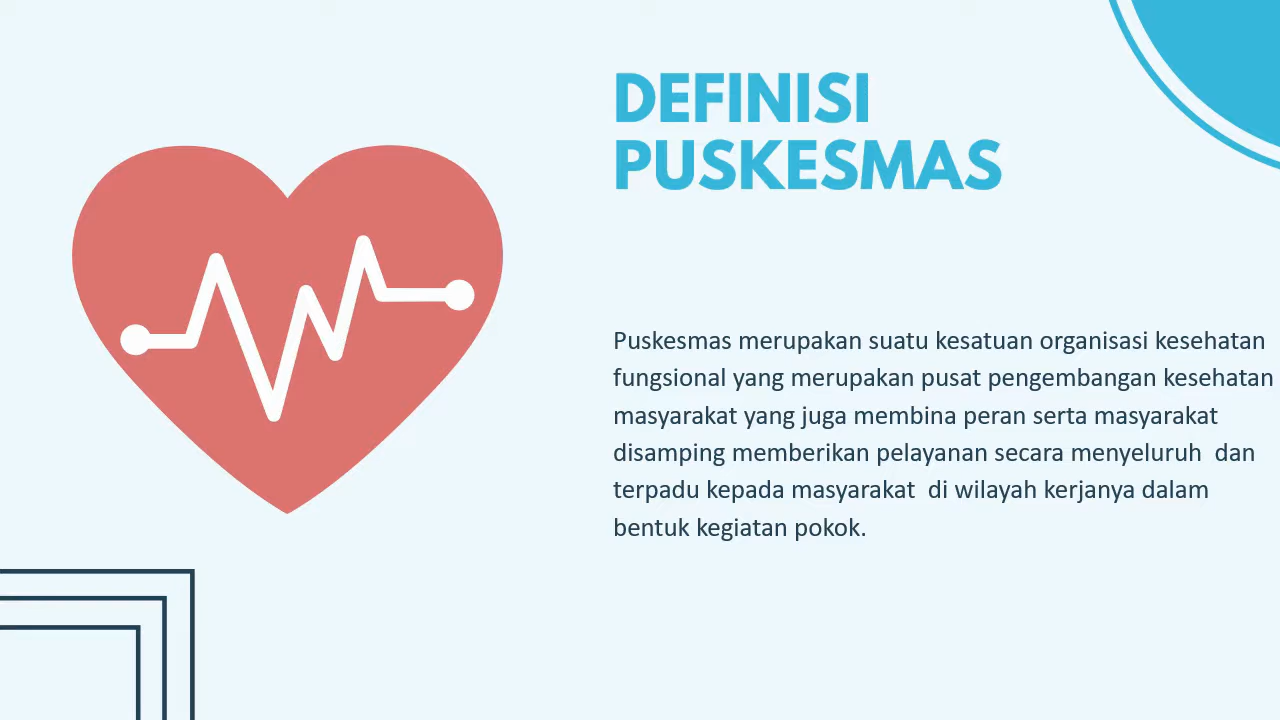 DEFINISI
PUSKESMAS
Puskesmas merupakan suatu kesatuan organisasi kesehatan
fungsional yang merupakan pusat pengembangan kesehatan
masyarakat yang juga membina peran serta masyarakat
disamping memberikan pelayanan secara menyeluruh  dan
terpadu kepada masyarakat  di wilayah kerjanya dalam
bentuk kegiatan pokok.